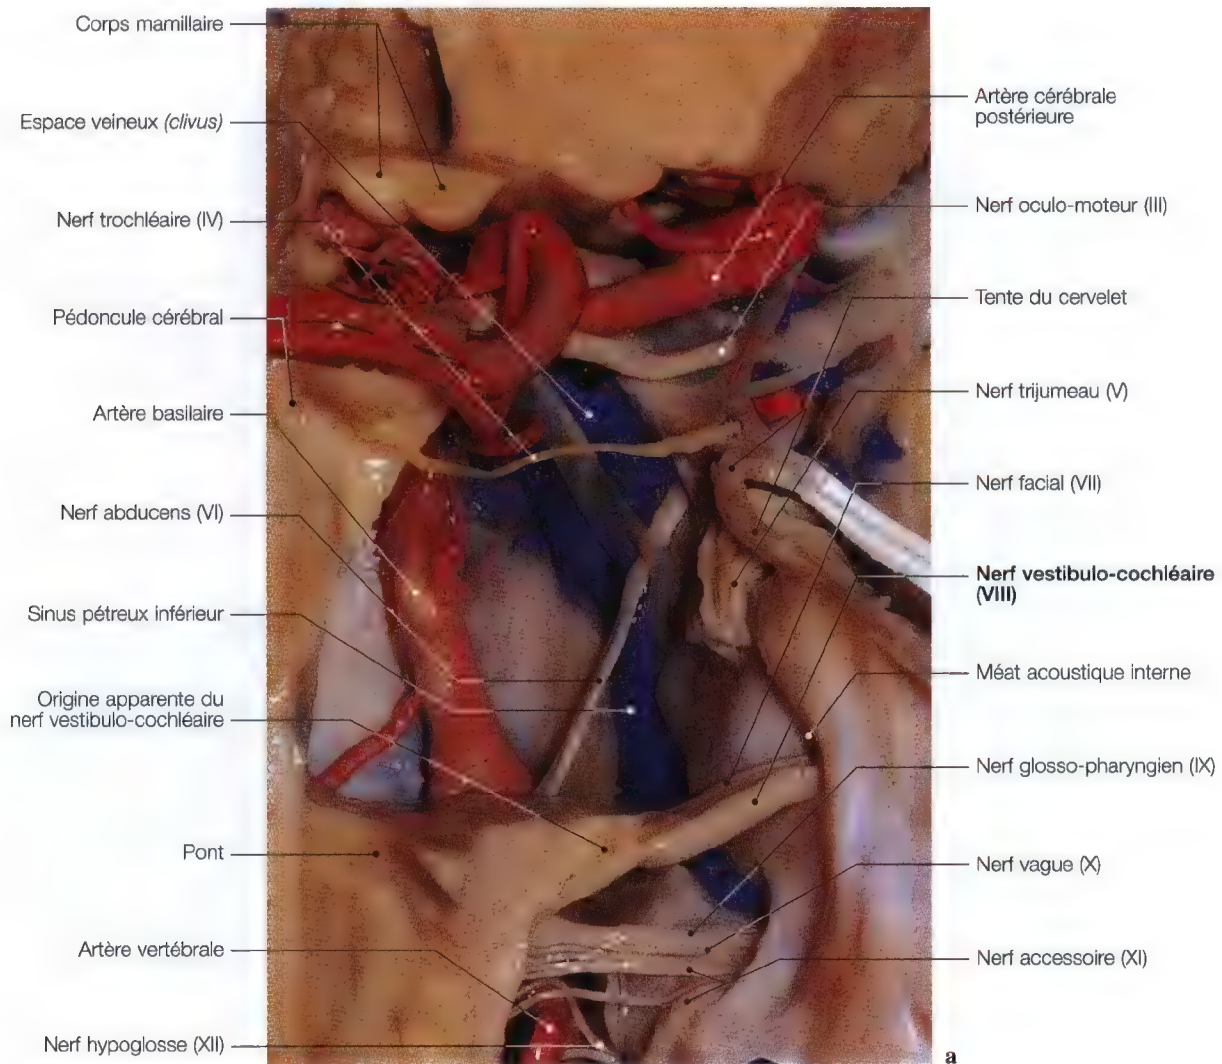 Corps mamillaire
Espace veineux (clivus)
Nerf trochléaire (IV)
Pédoncule cérébral
Artère basilaire
Nerf abducens (VI)
Sinus pétreux inférieur
Origine apparente du
nerf vestibulo-cochléaire
Pont
Artère vertébrale
Nerf hypoglosse (XII)
Artère cérébrale
postérieure
Nerf oculo-moteur (III)
Tente du cervelet
Nerf trijumeau (V)
Nerf facial (VII)
Nerf vestibulo-cochléaire
(VIII)
Méat acoustique interne
Nerf glosso-pharyngien (IX)
Nerf vague (X)
Nerf accessoire (XI)
a